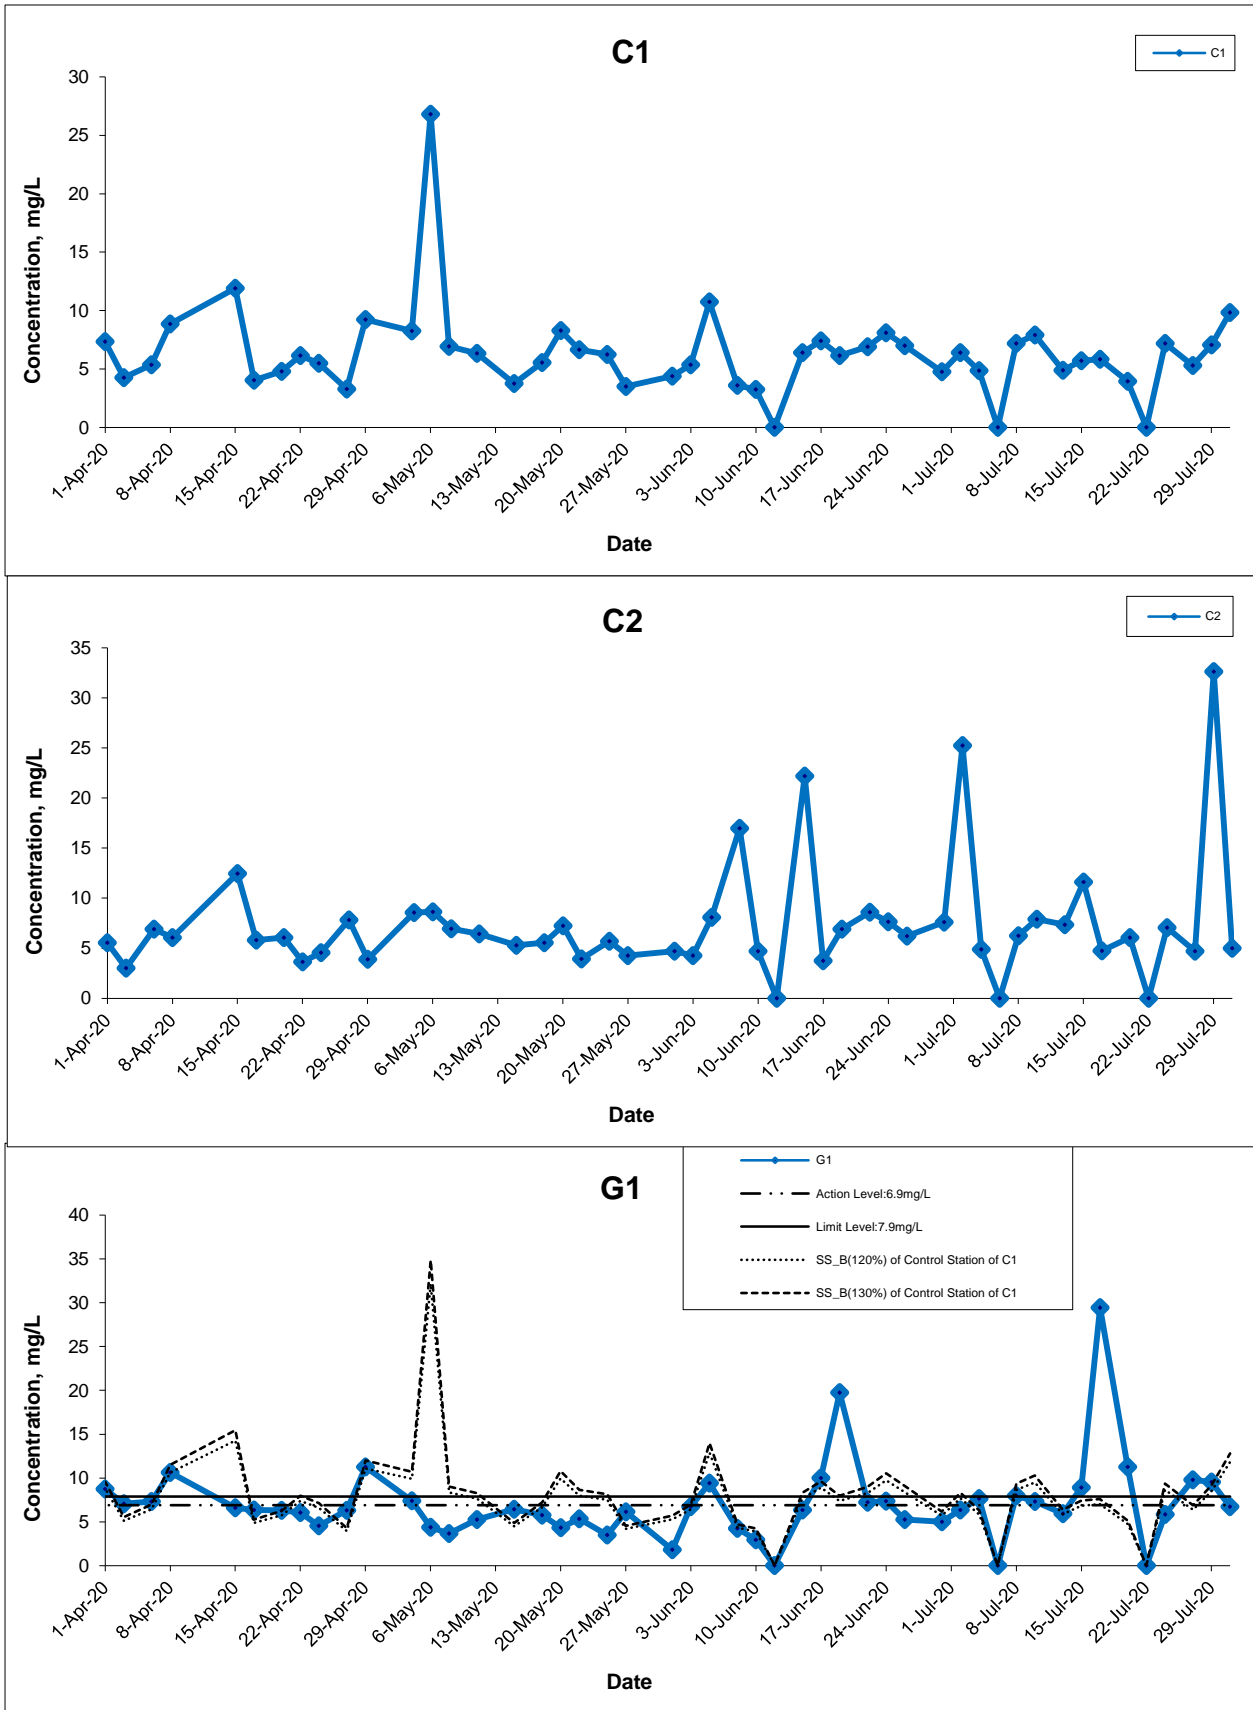 C1
C1
30
25
20
15
10
5
0
Concentration, mg/L
1-Apr-20
8-Apr-20
15-Apr-20
22-Apr-20
29-Apr-20
6-May-20
13-May-20
20-May-20
27-May-20
3-Jun-20
10-Jun-20
17-Jun-20
24-Jun-20
1-Jul-20
8-Jul-20
15-Jul-20
22-Jul-20
29-Jul-20
Date
C2
C2
35
30
25
20
15
10
5
0
Concentration, mg/L
1-Apr-20
8-Apr-20
15-Apr-20
22-Apr-20
29-Apr-20
6-May-20
13-May-20
20-May-20
27-May-20
3-Jun-20
10-Jun-20
17-Jun-20
24-Jun-20
1-Jul-20
8-Jul-20
15-Jul-20
22-Jul-20
29-Jul-20
Date
G1
G1
Action Level:6.9mg/L
Limit Level:7.9mg/L
SS_B(120%) of Control Station of C1
SS_B(130%) of Control Station of C1
40
35
30
25
20
15
10
5
0
Concentration, mg/L
1-Apr-20
8-Apr-20
15-Apr-20
22-Apr-20
29-Apr-20
6-May-20
13-May-20
20-May-20
27-May-20
3-Jun-20
10-Jun-20
17-Jun-20
24-Jun-20
1-Jul-20
8-Jul-20
15-Jul-20
22-Jul-20
29-Jul-20
Date